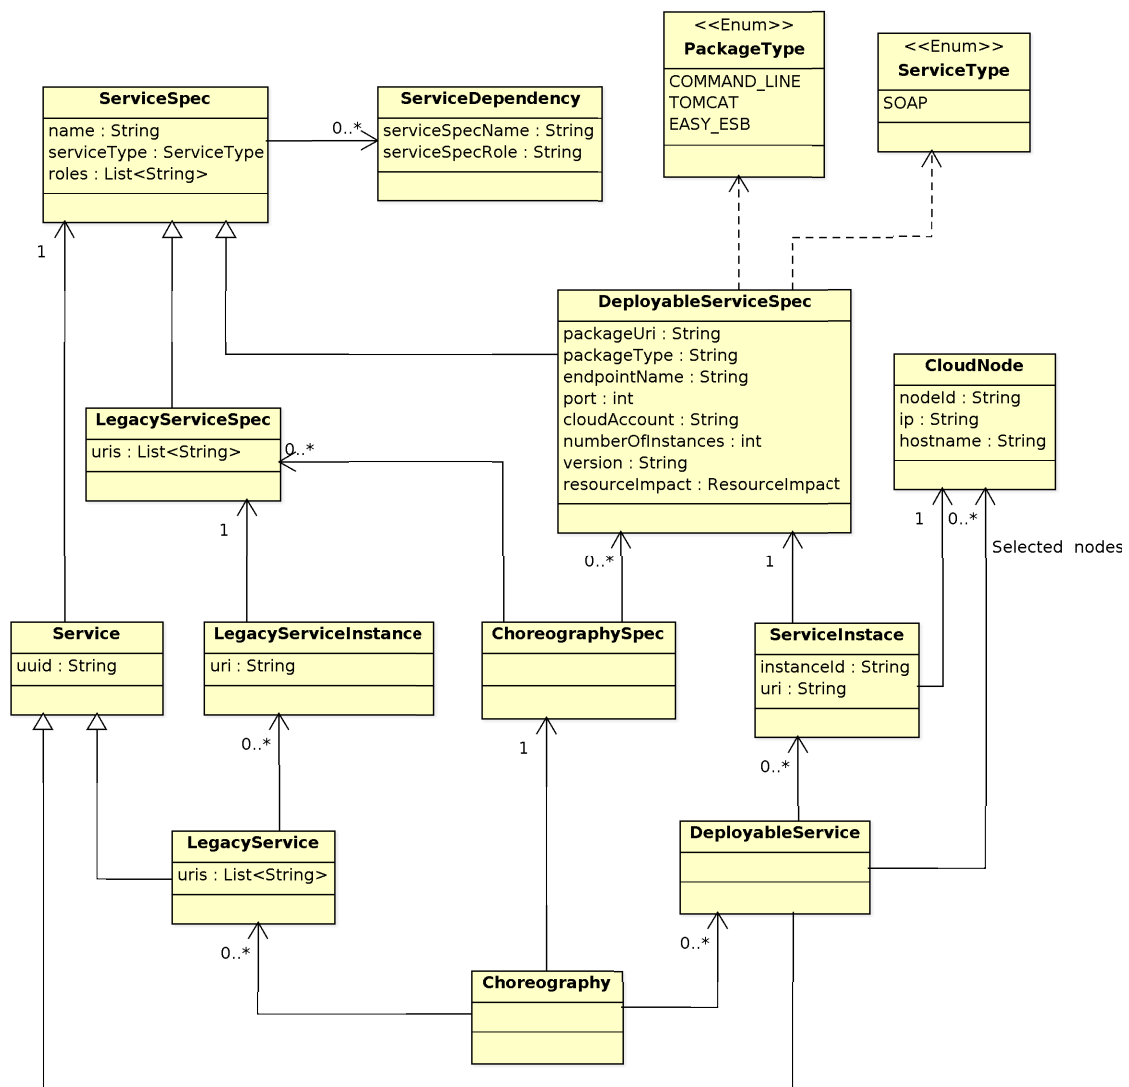 <<Enum>>
PackageType
COMMAND_LINE
TOMCAT
EASY_ESB
<<Enum>>
ServiceType
SOAP
ServiceSpec
name : String
serviceType : ServiceType
roles : List<String>
0..*
ServiceDependency
serviceSpecName : String
serviceSpecRole : String
1
DeployableServiceSpec
packageUri : String
packageType : String
endpointName : String
port : int
cloudAccount : String
numberOfInstances : int
version : String
resourceImpact : ResourceImpact
CloudNode
nodeId : String
ip : String
hostname : String
LegacyServiceSpec
uris : List<String>
0..*
1
0..*
1
1
0..*
Selected nodes
Service
uuid : String
LegacyServiceInstance
uri : String
ChoreographySpec
ServiceInstace
instanceId : String
uri : String
0..*
1
0..*
LegacyService
uris : List<String>
DeployableService
0..*
0..*
Choreography